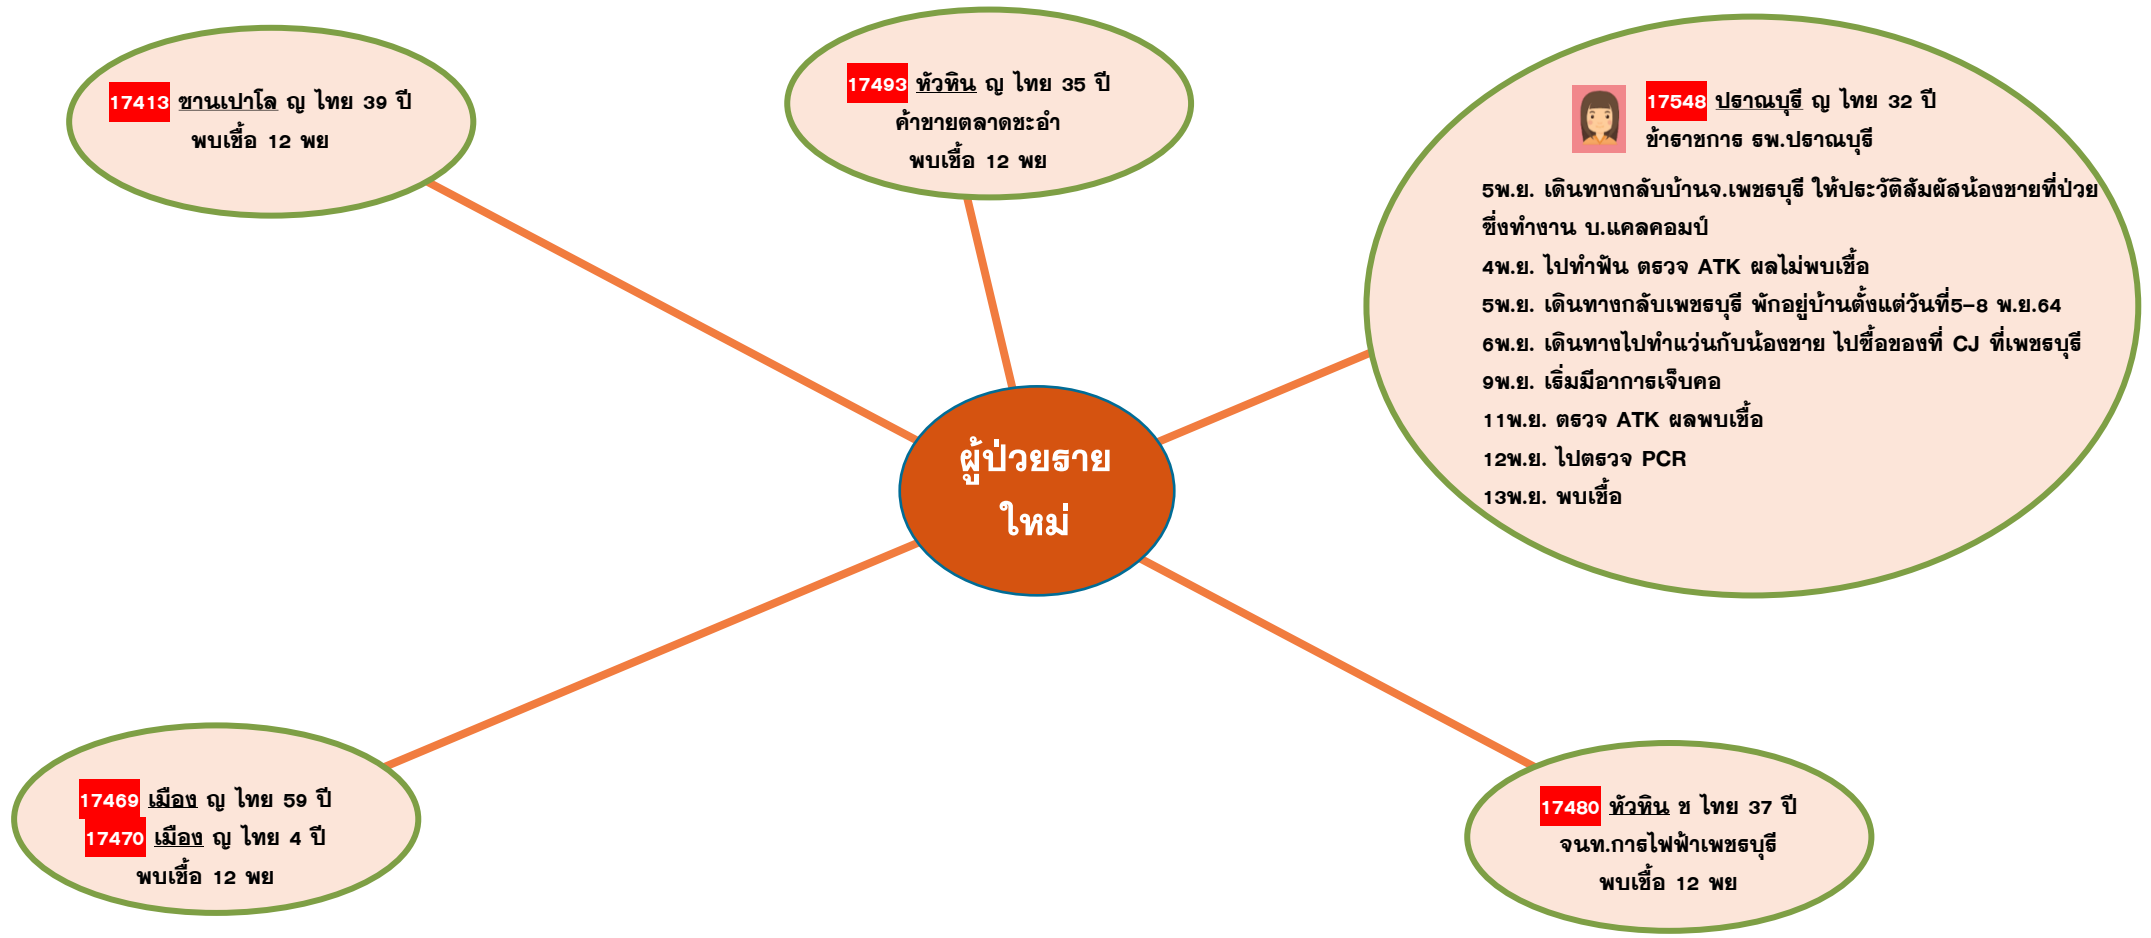 17413 ซานเปาโล ญ ไทย 39 ปี
พบเชื้อ 12 พย
17493 หัวหิน ญ ไทย 35 ปี
ค้าขายตลาดชะอำ
พบเชื้อ 12 พย
17548 ปราณบุรี ญ ไทย 32 ปี
ข้าราชการ รพ.ปราณบุรี
5พ.ย. เดินทางกลับบ้านจ.เพชรบุรี ให้ประวัติสัมผัสน้องชายที่ป่วย
ซึ่งทำงาน บ.แคลคอมป์
4พ.ย. ไปทำฟัน ตรวจ ATK ผลไม่พบเชื้อ
5พ.ย. เดินทางกลับเพชรบุรี พักอยู่บ้านตั้งแต่วันที่5-8 พ.ย.64
6พ.ย. เดินทางไปทำแว่นกับน้องชาย ไปซื้อของที่ CJ ที่เพชรบุรี
9พ.ย. เริ่มมีอาการเจ็บคอ
11พ.ย. ตรวจ ATK ผลพบเชื้อ
12พ.ย. ไปตรวจ PCR
13พ.ย. พบเชื้อ
ผู้ป่วยราย
ใหม่
17469 เมือง ญ ไทย 59 ปี
17470 เมือง ญ ไทย 4 ปี
พบเชื้อ 12 พย
17480 หัวหิน ช ไทย 37 ปี
จนท.การไฟฟ้าเพชรบุรี
พบเชื้อ 12 พย